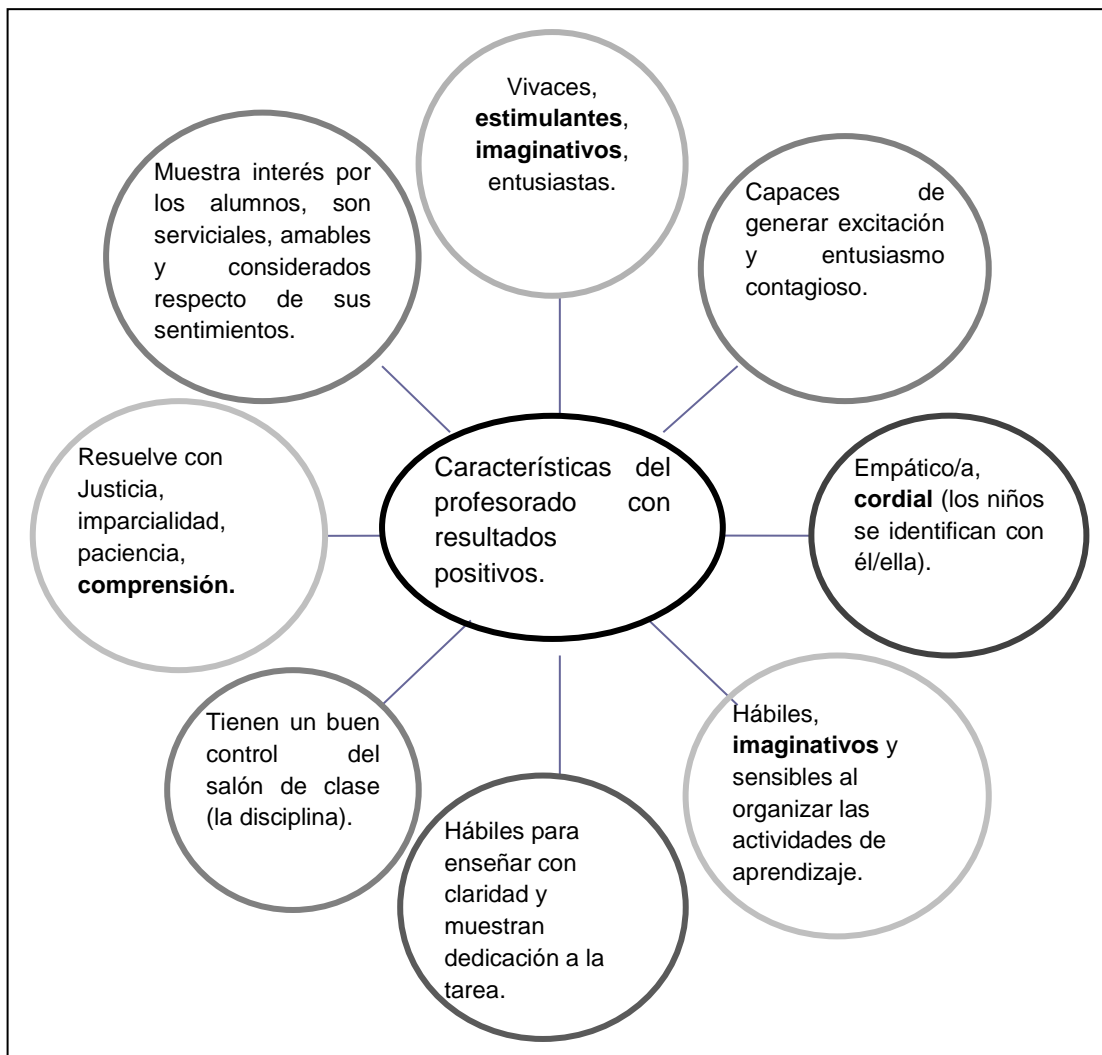 Vivaces,
estimulantes,
imaginativos,
entusiastas.
Muestra interés por
los alumnos, son
serviciales, amables
y considerados
respecto de sus
sentimientos.
Capaces de
generar excitación
y entusiasmo
contagioso.
Resuelve con
Justicia,
imparcialidad,
paciencia,
comprensión.
Características del
profesorado con
resultados
positivos.
Empático/a,
cordial (los niños
se identifican con
él/ella).
Tienen un buen
control del
salón de clase
(la disciplina).
Hábiles para
enseñar con
claridad y
muestran
dedicación a la
tarea.
Hábiles,
imaginativos y
sensibles al
organizar las
actividades de
aprendizaje.